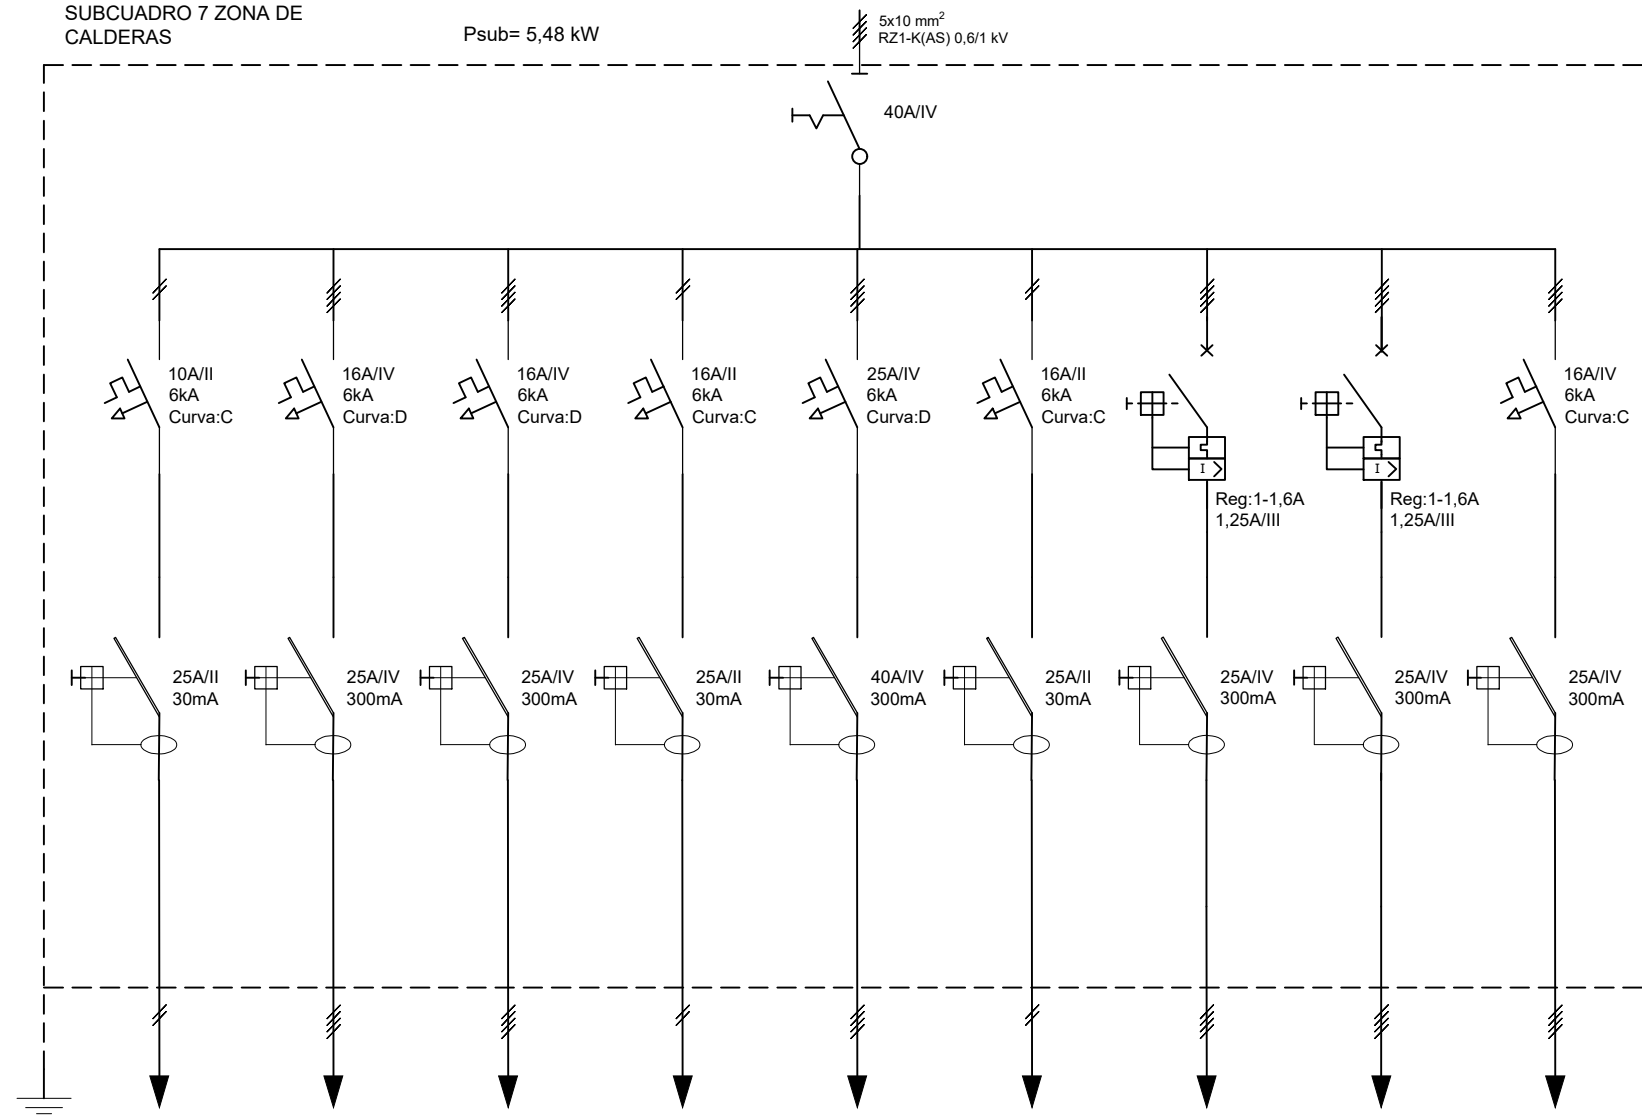 SUBCUADRO 7 ZONA DE
CALDERAS
Psub= 5,48 kW
5x10 mm²
RZ1-K(AS) 0,6/1 kV
40A/IV
10A/II
6kA
Curva:C
16A/IV
6kA
Curva:D
16A/IV
6kA
Curva:D
16A/II
6kA
Curva:C
25A/IV
6kA
Curva:D
16A/II
6kA
Curva:C
I >
Reg:1-1,6A
1,25A/III
I >
Reg:1-1,6A
1,25A/III
16A/IV
6kA
Curva:C
25A/II
30mA
25A/IV
300mA
25A/IV
300mA
25A/II
30mA
40A/IV
300mA
25A/II
30mA
25A/IV
300mA
25A/IV
300mA
25A/IV
300mA